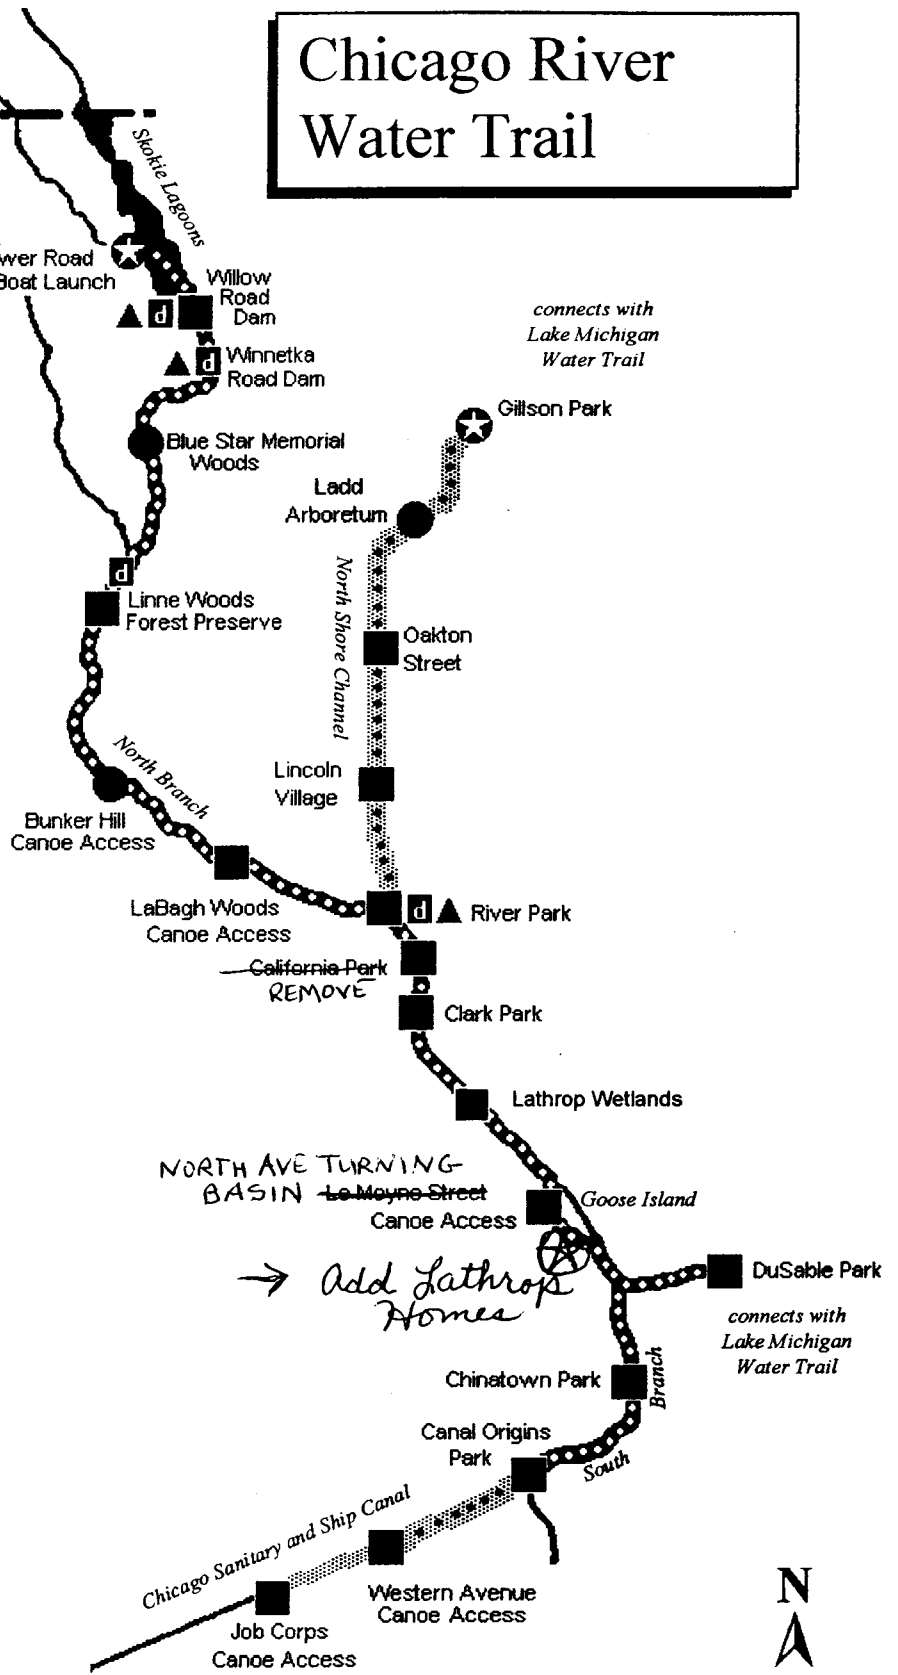 Chicago River
Water Trail
Skokie Lagoons
wer Road
Boat Launch
Willow
Road
Dam
d
Winnetka
Road Dam
d
connects with
Lake Michigan
Water Trail
Gillson Park
Blue Star Memorial
Woods
Ladd
Arboretum
d
Linne Woods
Forest Preserve
North Shore Channel
Oakton
Street
North Branch
Lincoln
Village
Bunker Hill
Canoe Access
LaBagh Woods
Canoe Access
d
River Park
California Park
REMOVE
Clark Park
Lathrop Wetlands
NORTH AVE TURNING
BASIN Le Moyne Street
Canoe Access
Goose Island
→ Add Lathrop
Homes
DuSable Park
connects with
Lake Michigan
Water Trail
Chinatown Park
South Branch
Canal Origins
Park
Chicago Sanitary and Ship Canal
Western Avenue
Canoe Access
Job Corps
Canoe Access
N